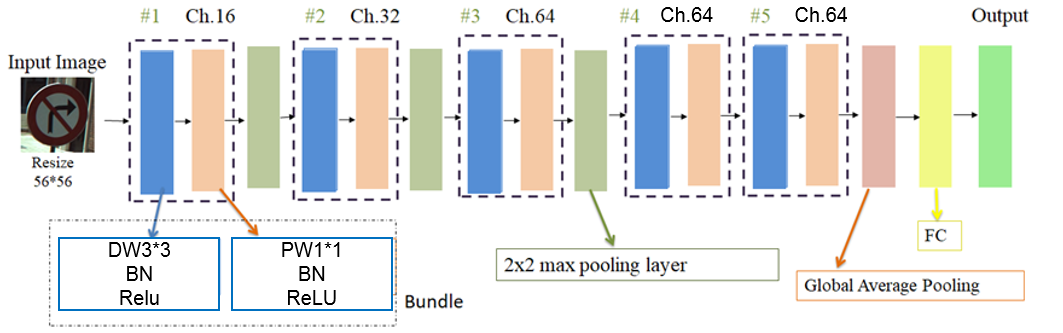 #1 Ch.16 #2 Ch.32 #3 Ch.64 #4 Ch.64 #5 Ch.64 Output
Input Image
Resize
56*56
DW3*3
BN
Relu
PW1*1
BN
ReLU
Bundle
2x2 max pooling layer
FC
Global Average Pooling